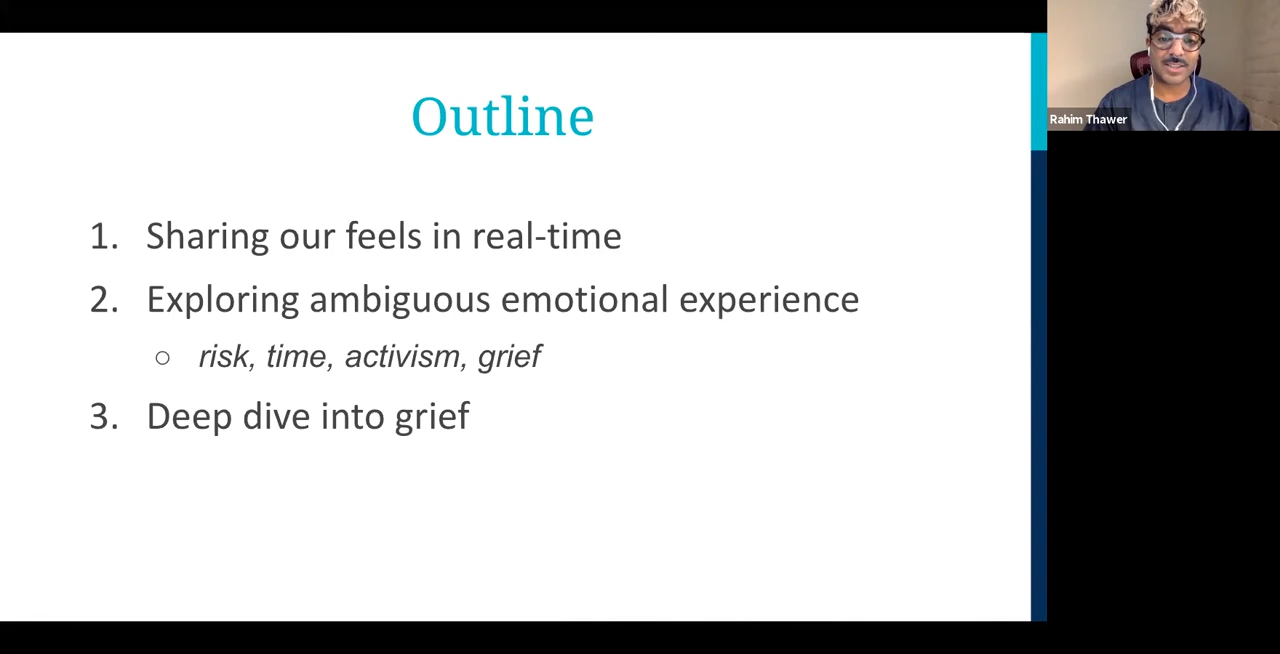 Outline
1. Sharing our feels in real-time
2. Exploring ambiguous emotional experience
○ risk, time, activism, grief
3. Deep dive into grief
Rahim Thawer